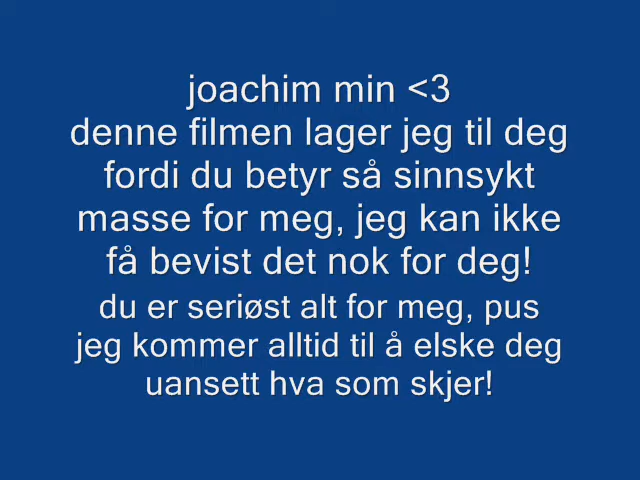 joachim min <3
denne filmen lager jeg til deg
fordi du betyr så sinnsykt
masse for meg, jeg kan ikke
få bevist det nok for deg!
du er seriøst alt for meg, pus
jeg kommer alltid til å elske deg
uansett hva som skjer!